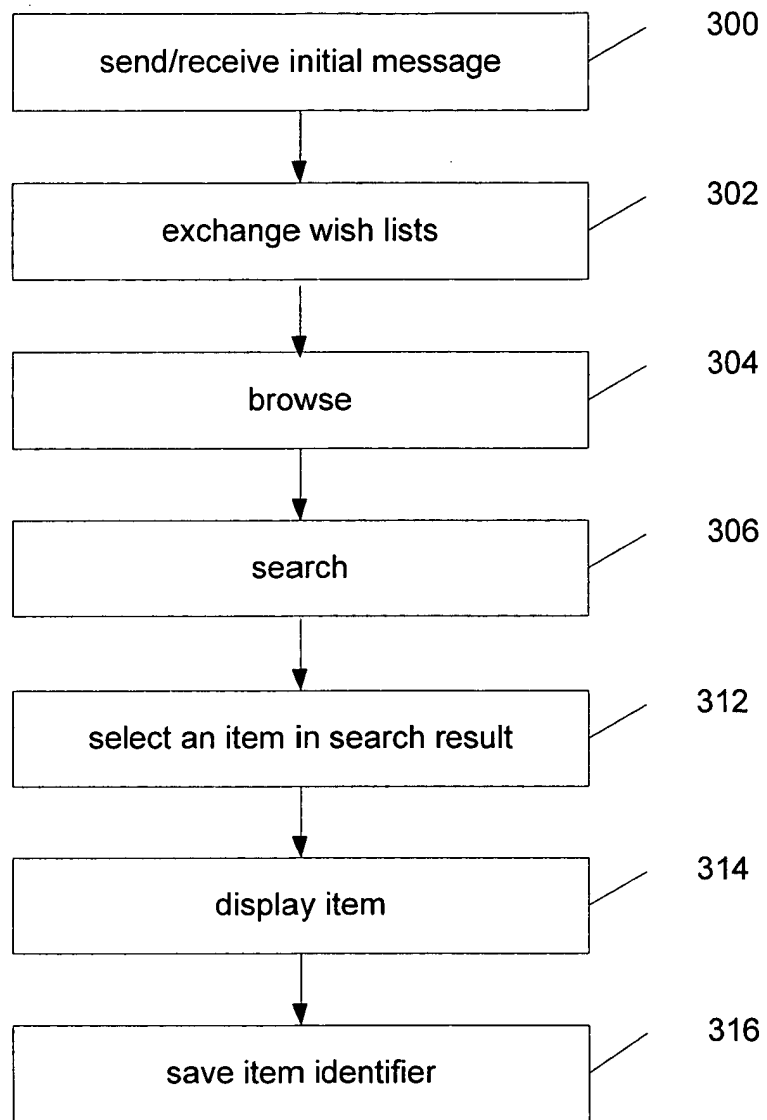 300
send/receive initial message
302
exchange wish lists
304
browse
306
search
312
select an item in search result
314
display item
316
save item identifier